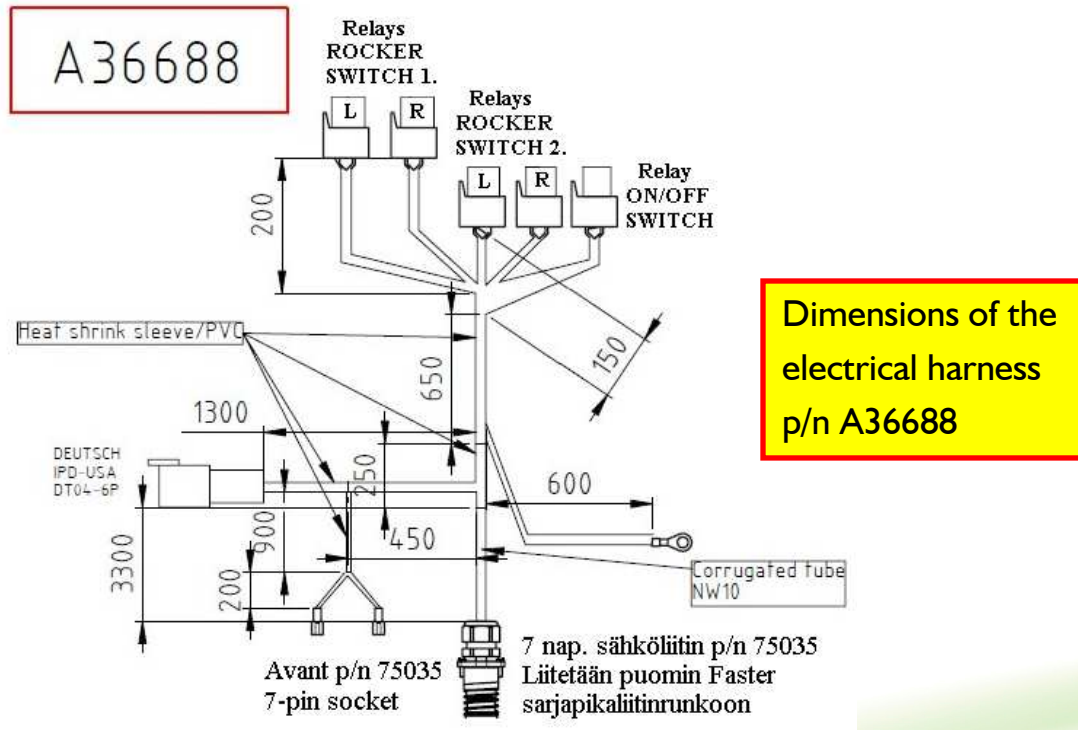 A36688
Relays
ROCKER
SWITCH 1.
L
R
Relays
ROCKER
SWITCH 2.
L
R
Relay
ON/OFF
SWITCH
200
Heat shrink sleeve/PVC
650
150
Dimensions of the
electrical harness
p/n A36688
1300
DEUTSCH
IPD-USA
DT04-6P
250
600
900
450
3300
200
Corrugated tube
NW10
Avant p/n 75035
7-pin socket
7 nap. sähköliitin p/n 75035
Liitetään puomin Faster
sarjapikaliitinrunkoon